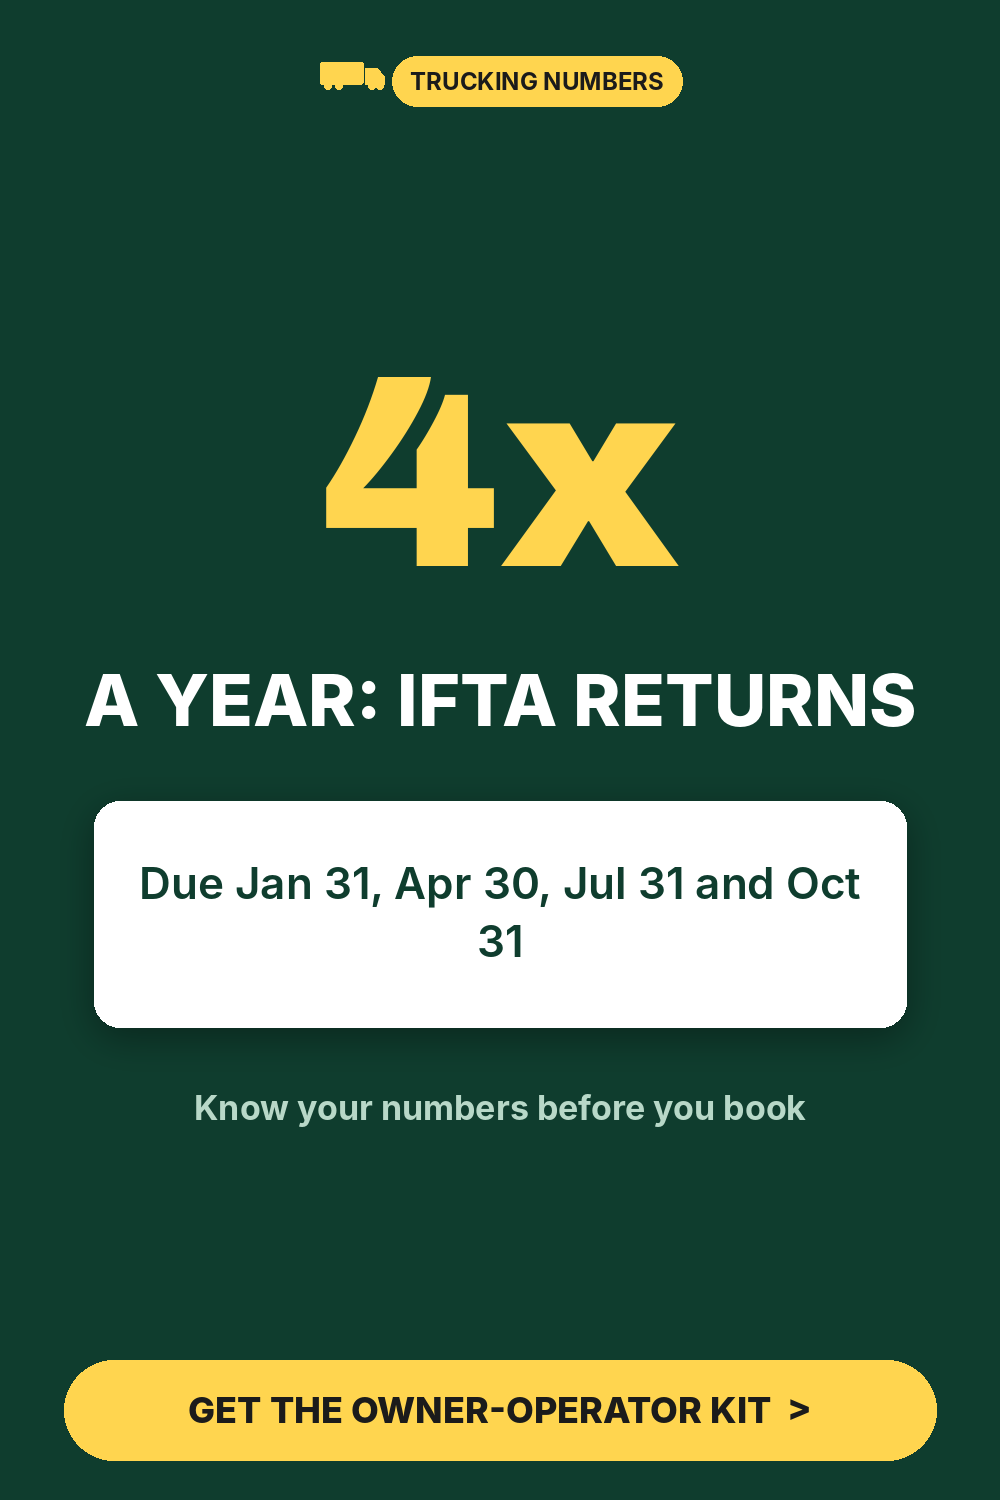 TRUCKING NUMBERS
4x
A YEAR: IFTA RETURNS
Due Jan 31, Apr 30, Jul 31 and Oct
31
Know your numbers before you book
GET THE OWNER-OPERATOR KIT >